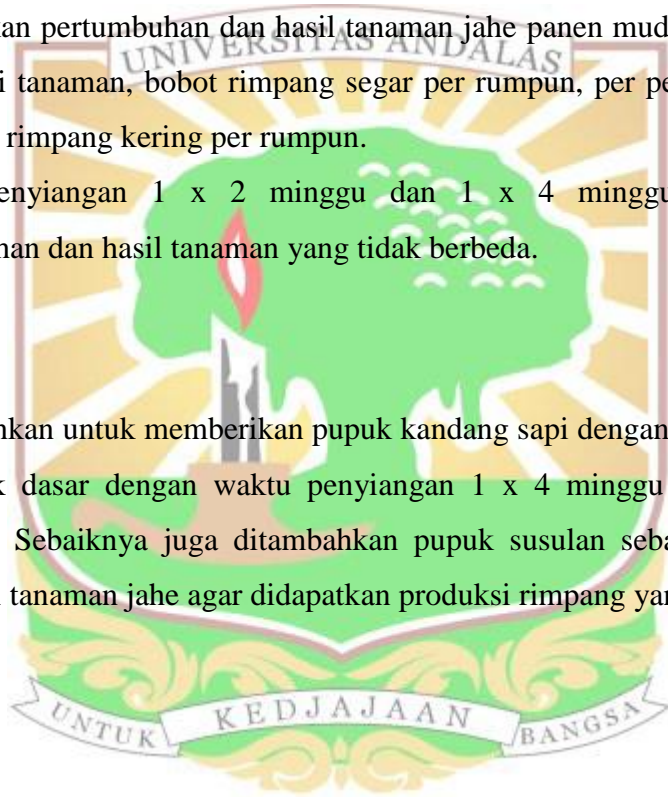 kan pertumbuhan dan hasil tanaman jahe panen mud
UNIVERSITAS ANDALAS
i tanaman, bobot rimpang segar per rumpun, per pe
rimpang kering per rumpun.
enyiangan 1 x 2 minggu dan 1 x 4 minggu
han dan hasil tanaman yang tidak berbeda.
nkan untuk memberikan pupuk kandang sapi dengan
k dasar dengan waktu penyiangan 1 x 4 minggu
Sebaiknya juga ditambahkan pupuk susulan seba
tanaman jahe agar didapatkan produksi rimpang yan
UNTUK KEDJAJAAN BANGSA